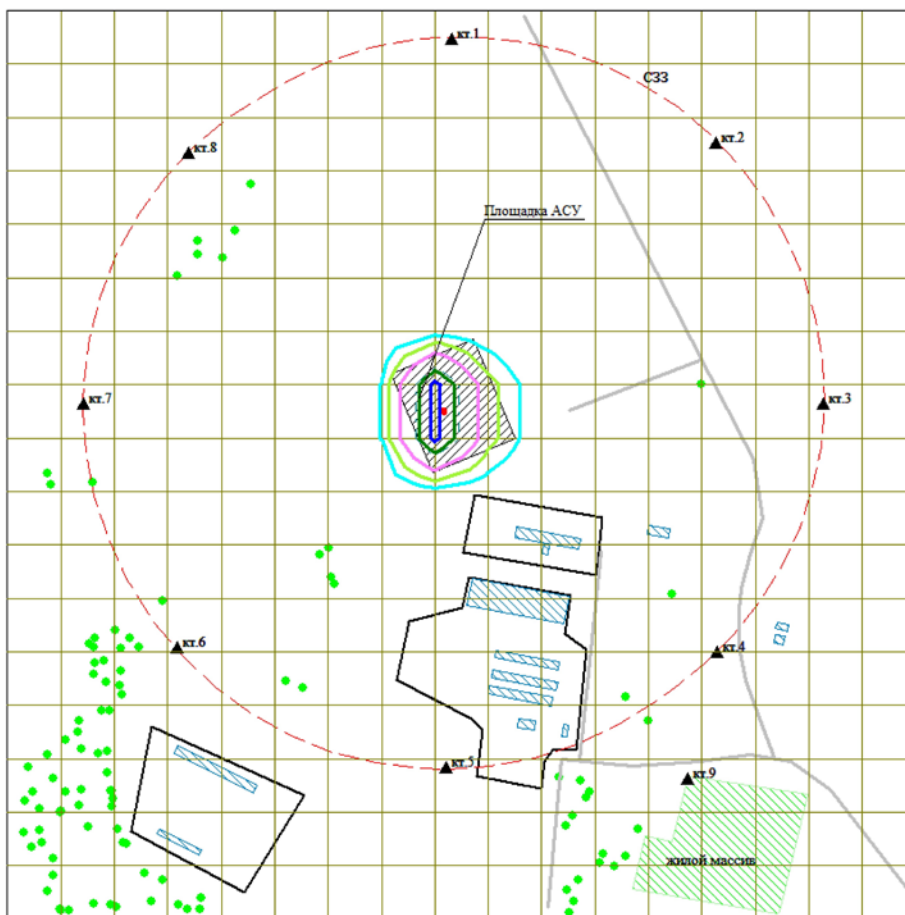 кт.1
СЗЗ
кт.2
кт.8
Площадка АСУ
кт.7
кт.3
кт.6
кт.4
кт.5
кт.9
жилой массив